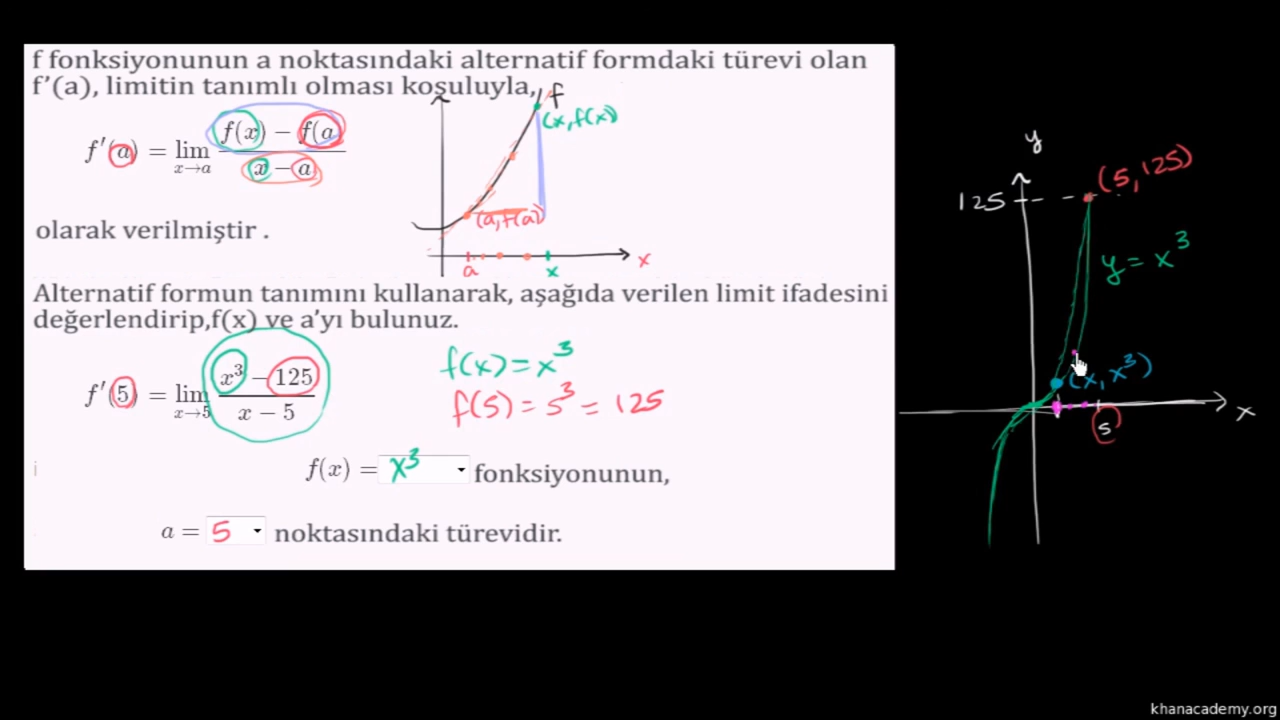 f fonksiyonunun a noktasındaki alternatif formdaki türevi olan
f'(a), limitin tanımlı olması koşuluyla,
f
(x, f(x))
f'(a) = lim x→a f(x) − f(a / x − a
(a, f(a))
olarak verilmiştir .
a
x
x
Alternatif formun tanımını kullanarak, aşağıda verilen limit ifadesini
değerlendirip,f(x) ve a'yı bulunuz.
f'(5) = lim x→5 x³ − 125 / x − 5
f(x) = x³
f(5) = 5³ = 125
f(x) = x³ fonksiyonunun,
a = 5 noktasındaki türevidir.
y
125
(5, 125)
y = x³
(x, x³)
5
x
khanacademy.org